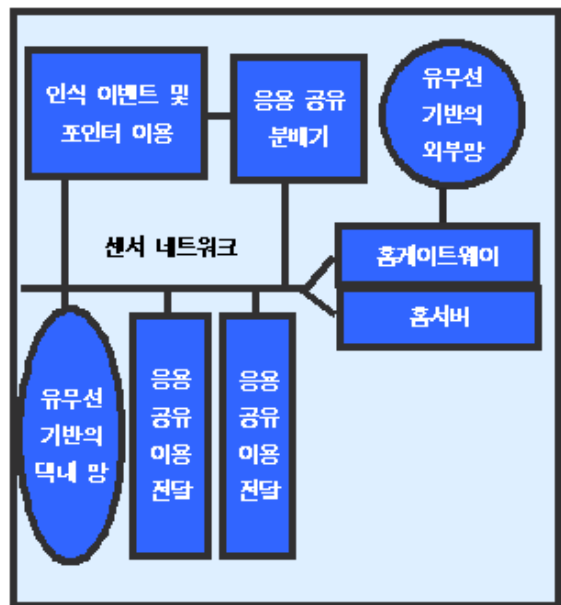 인식 이벤트 및
포인터 이용
응용 공유
분배기
유무선
기반의
외부망
센서 네트워크
홈게이트웨이
홈서버
유무선
기반의
댁내 망
응용
공유
이용
전달
응용
공유
이용
전달